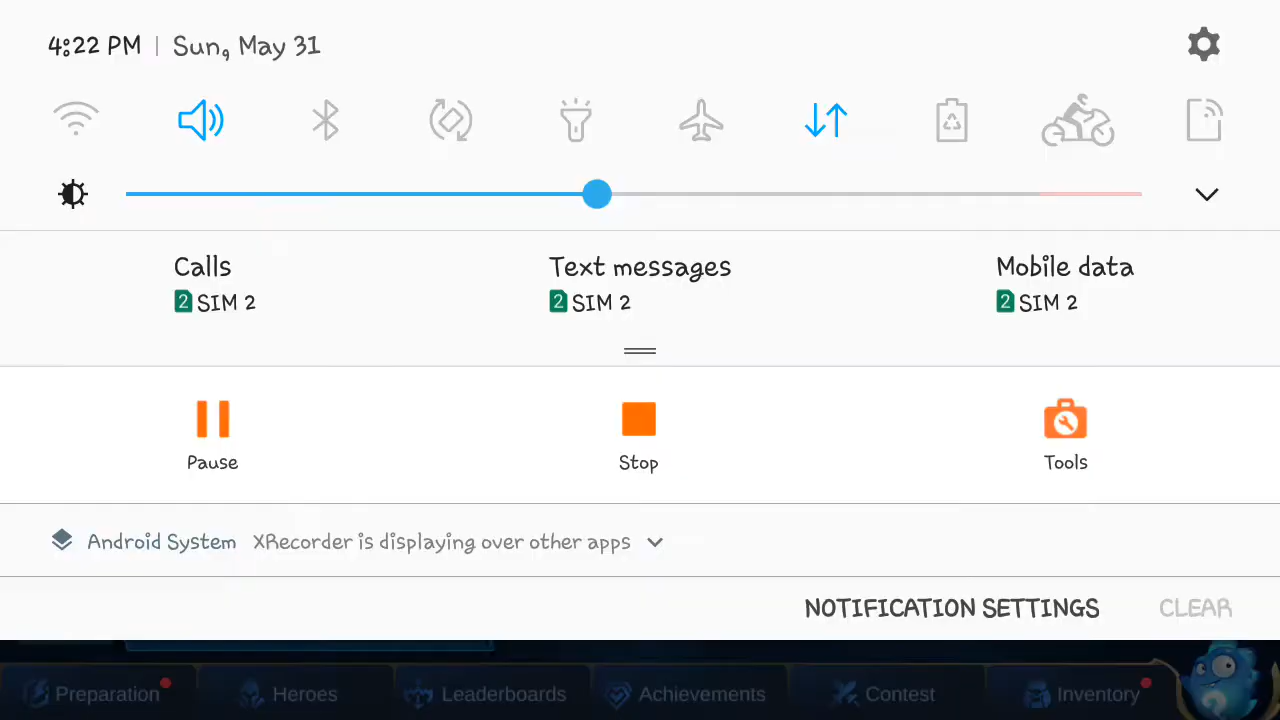 4:22 PM | Sun, May 31
Calls
2 SIM 2
Text messages
2 SIM 2
Mobile data
2 SIM 2
Pause
Stop
Tools
Android System XRecorder is displaying over other apps
NOTIFICATION SETTINGS CLEAR
Preparation Heroes Leaderboards Achievements Contest Inventory